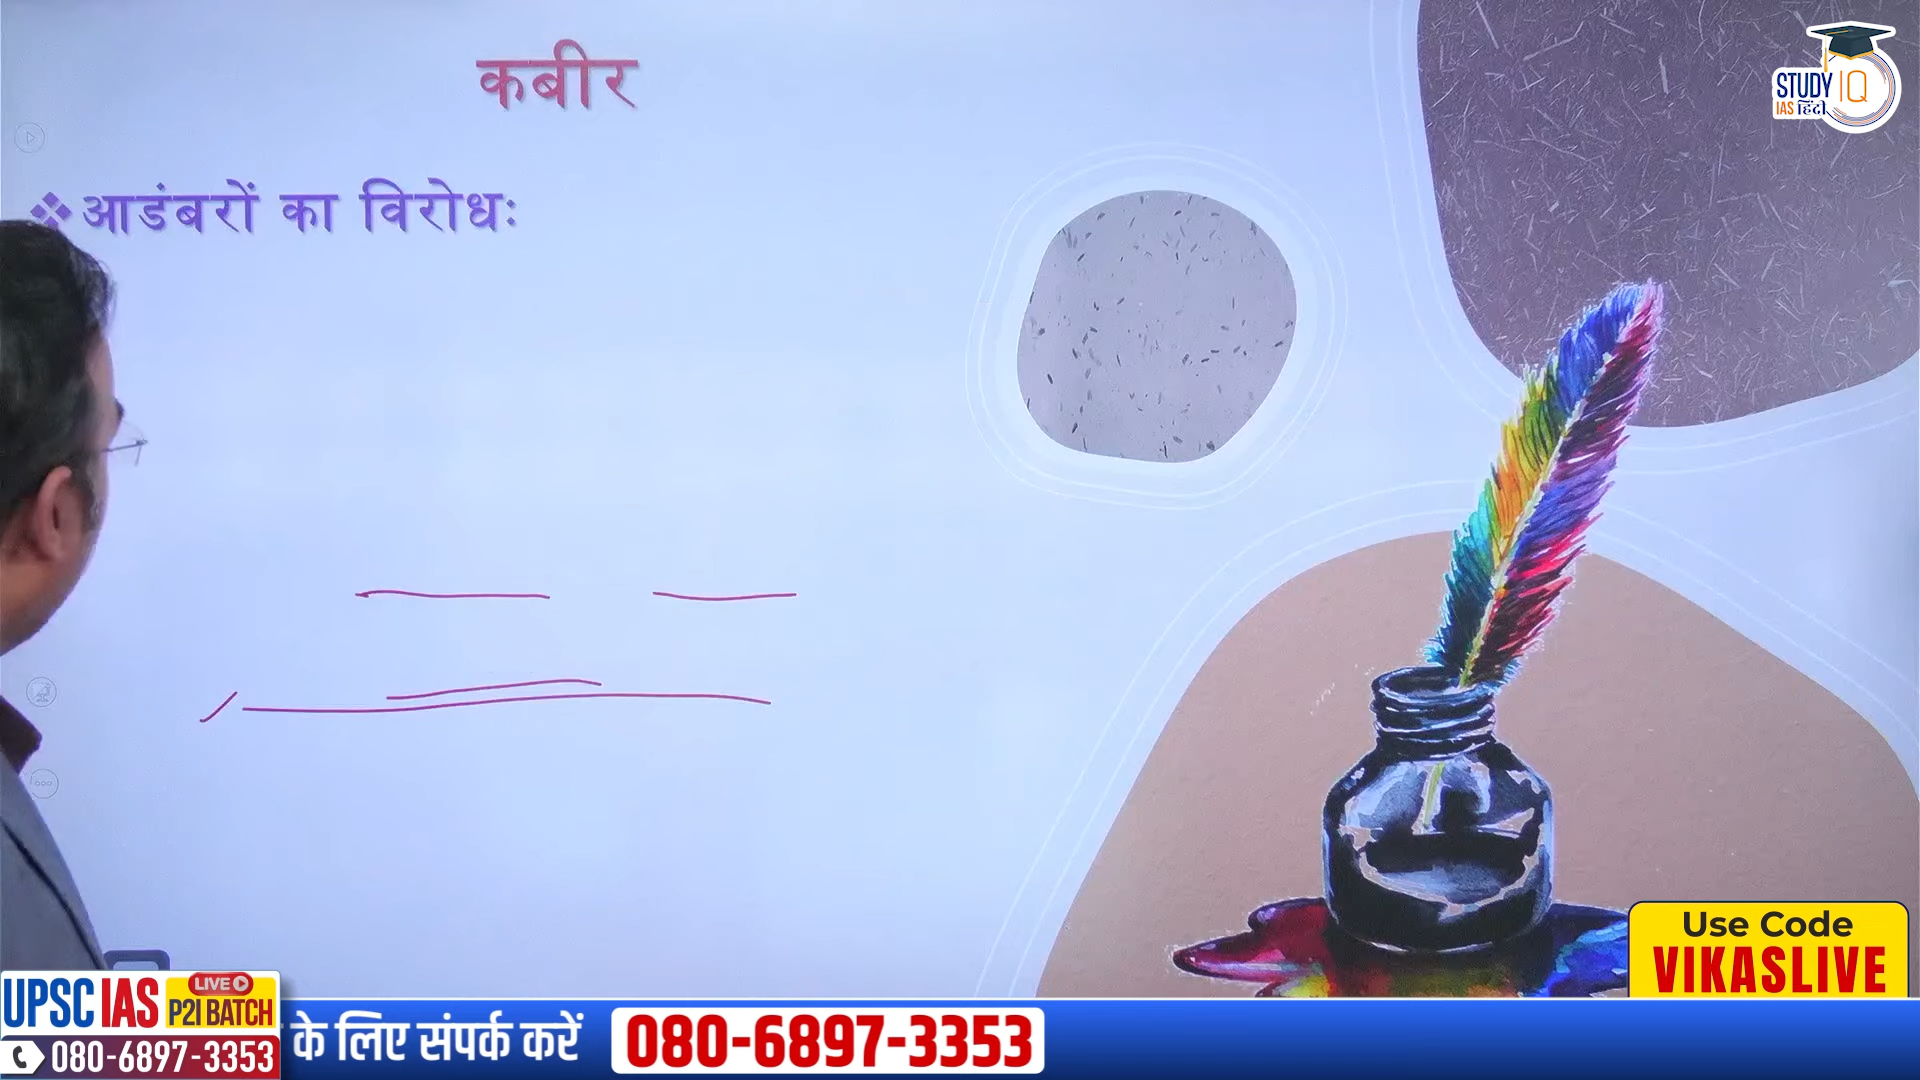 कबीर
STUDY IQ
IAS हिंदी
❖ आडंबरों का विरोधः
Use Code
VIKASLIVE
UPSC IAS
LIVE
P2I BATCH
080-6897-3353
के लिए संपर्क करें
080-6897-3353